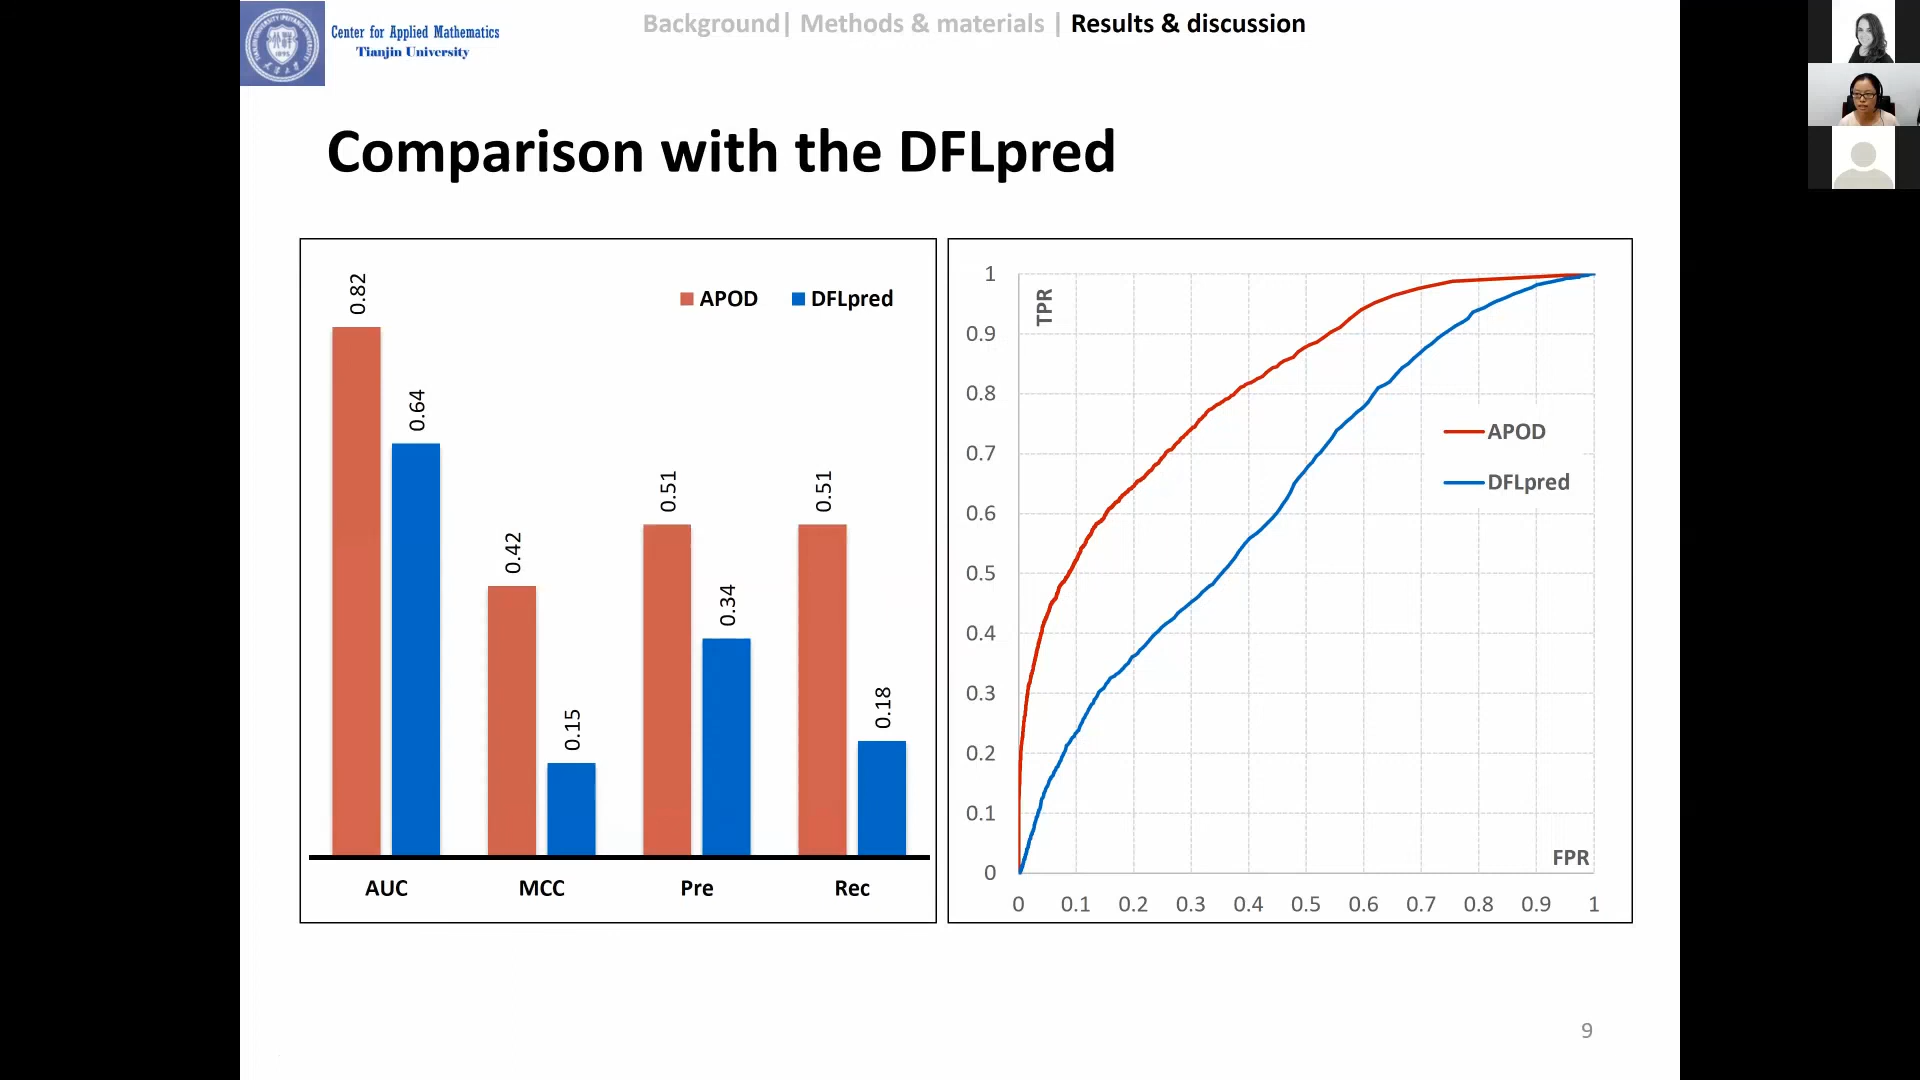 Center for Applied Mathematics
Tianjin University
Background| Methods & materials | Results & discussion
Comparison with the DFLpred
APOD DFLpred
0.82
0.64
0.42
0.15
0.51
0.34
0.51
0.18
AUC MCC Pre Rec
TPR
1
0.9
0.8
0.7
0.6
0.5
0.4
0.3
0.2
0.1
0
APOD
DFLpred
FPR
0 0.1 0.2 0.3 0.4 0.5 0.6 0.7 0.8 0.9 1
9